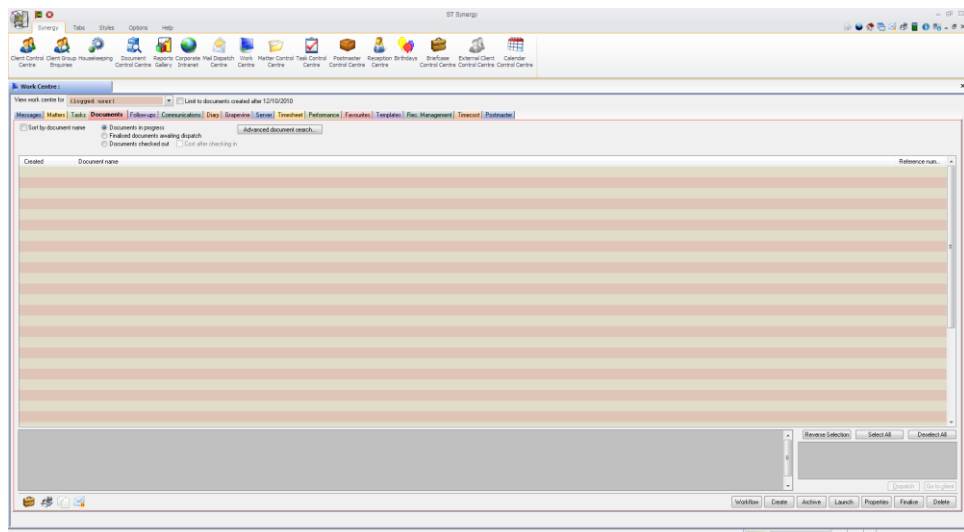 ST Synergy
Synergy Tabs Styles Options Help
Client Control Centre
Client Group Enquiries
Housekeeping
Document Control Centre
Reports Gallery
Corporate Intranet
Mail Dispatch Centre
Work Centre
Matter Control Centre
Task Control Centre
Postmaster Control Centre
Reception Centre
Birthdays
Briefcase Control Centre
External Client Control Centre
Calendar Control Centre
Work Centre :
View work centre for (logged user) Limit to documents created after 12/10/2010
Messages Matters Tasks Documents Follow-ups Communications Diary Grapevine Server Timesheet Performance Favourites Templates Rec. Management Timecost Postmaster
Sort by document name Documents in progress Advanced document search...
Finalised documents awaiting dispatch
Documents checked out Cost after checking in
Created Document name Reference num...
Reverse Selection Select All Deselect All
Dispatch Go to client
Workflow Create Archive Launch Properties Finalise Delete